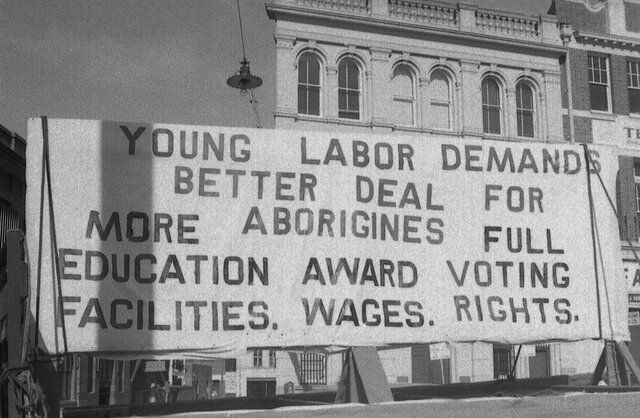 YOUNG LABOR DEMANDS
BETTER DEAL FOR
MORE ABORIGINES FULL
EDUCATION AWARD VOTING
FACILITIES. WAGES. RIGHTS.